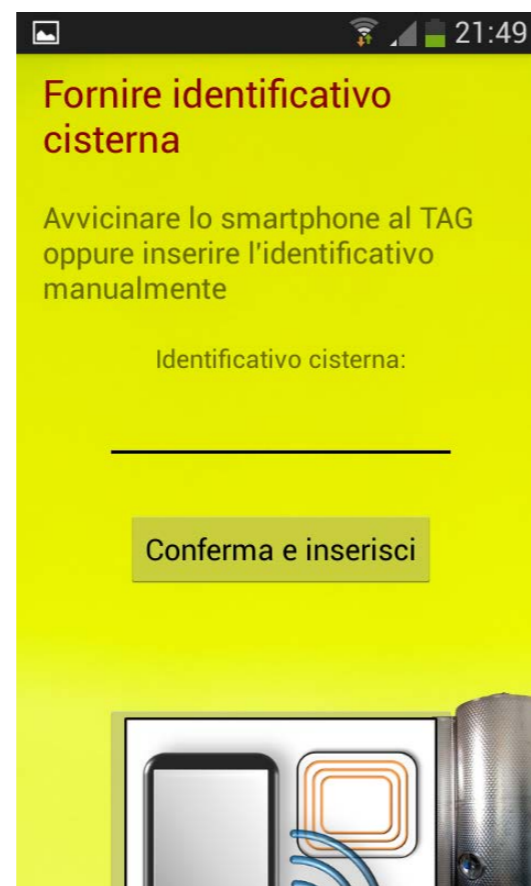 21:49
Fornire identificativo
cisterna
Avvicinare lo smartphone al TAG
oppure inserire l'identificativo
manualmente
Identificativo cisterna:
Conferma e inserisci